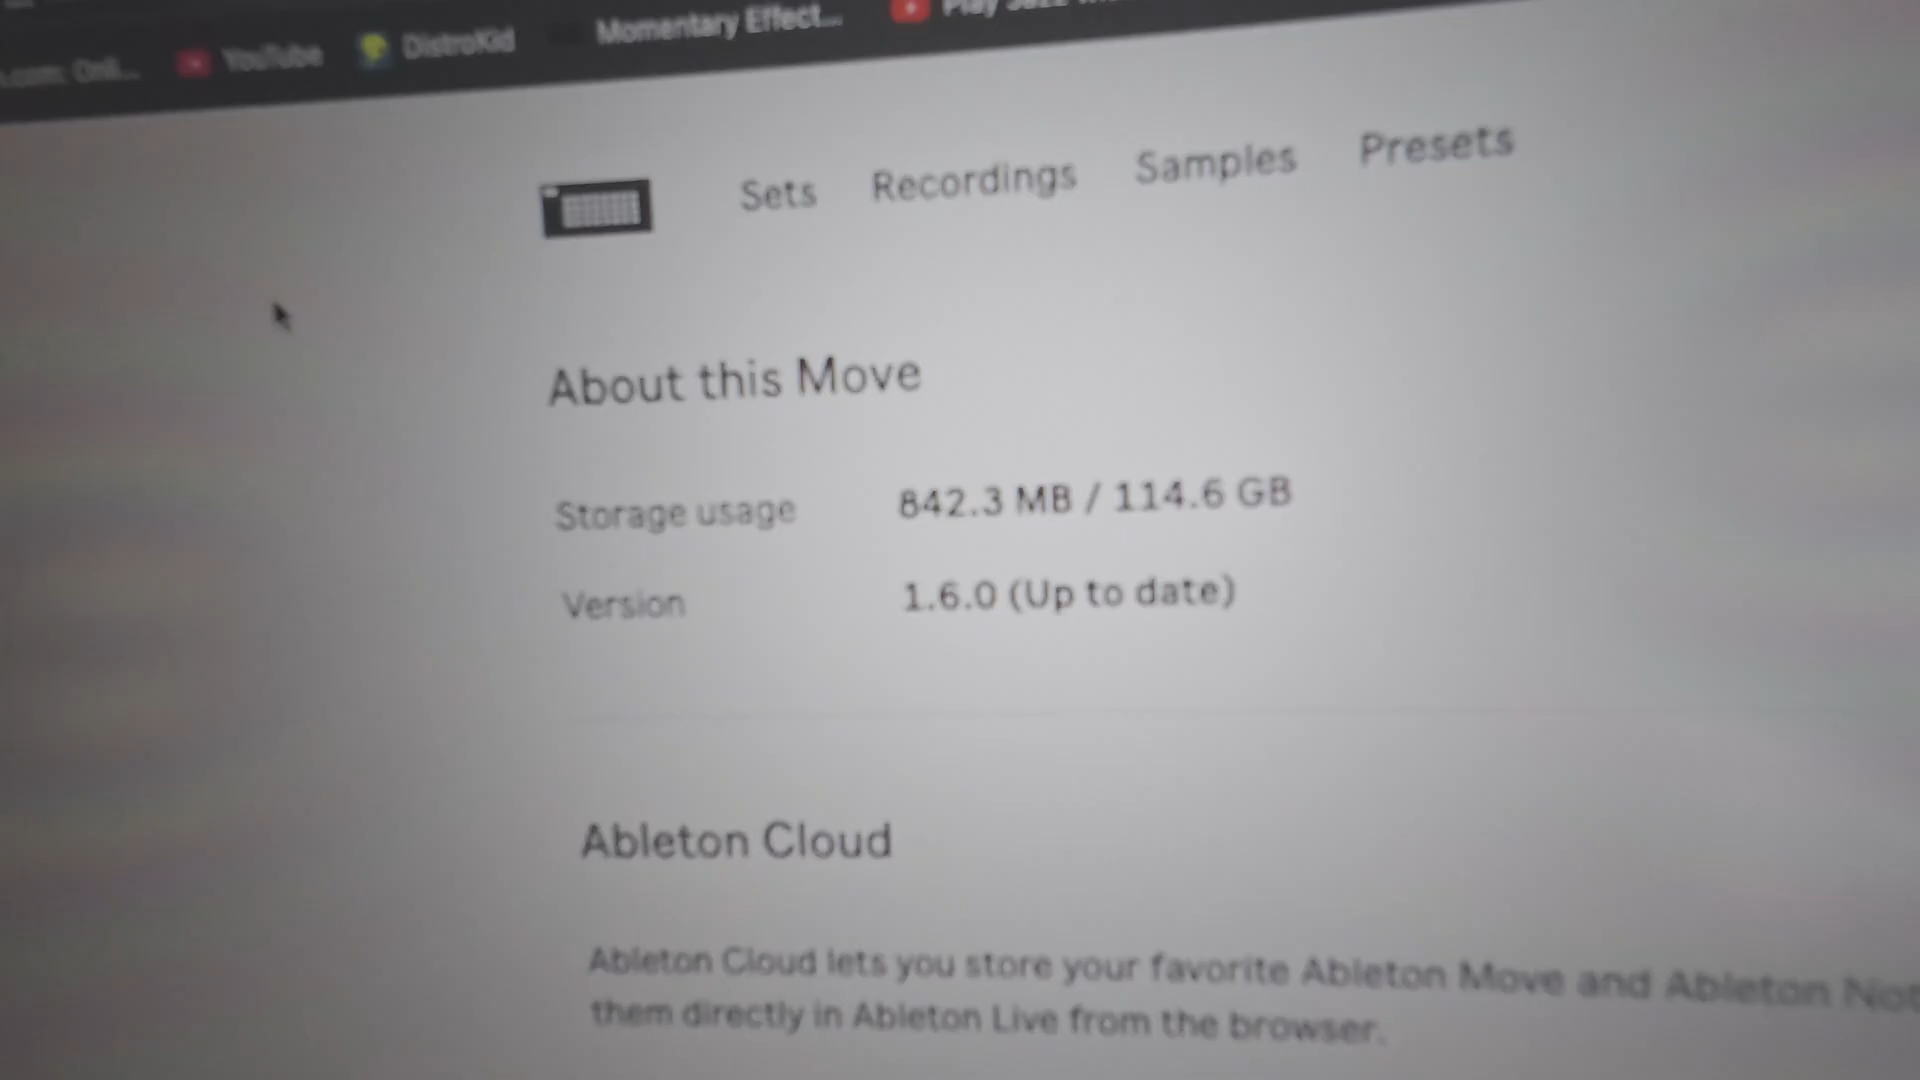 YouTube DistroKid Momentary Effect... Play
Sets Recordings Samples Presets
About this Move
Storage usage 842.3 MB / 114.6 GB
Version 1.6.0 (Up to date)
Ableton Cloud
Ableton Cloud lets you store your favorite Ableton Move and Ableton
them directly in Ableton Live from the browser.